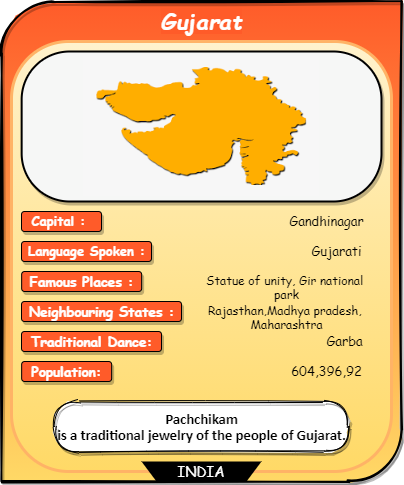 Gujarat
Capital : Gandhinagar
Language Spoken : Gujarati
Famous Places : Statue of unity, Gir national
park
Neighbouring States : Rajasthan,Madhya pradesh,
Maharashtra
Traditional Dance: Garba
Population: 604,396,92
Pachchikam
is a traditional jewelry of the people of Gujarat.
INDIA